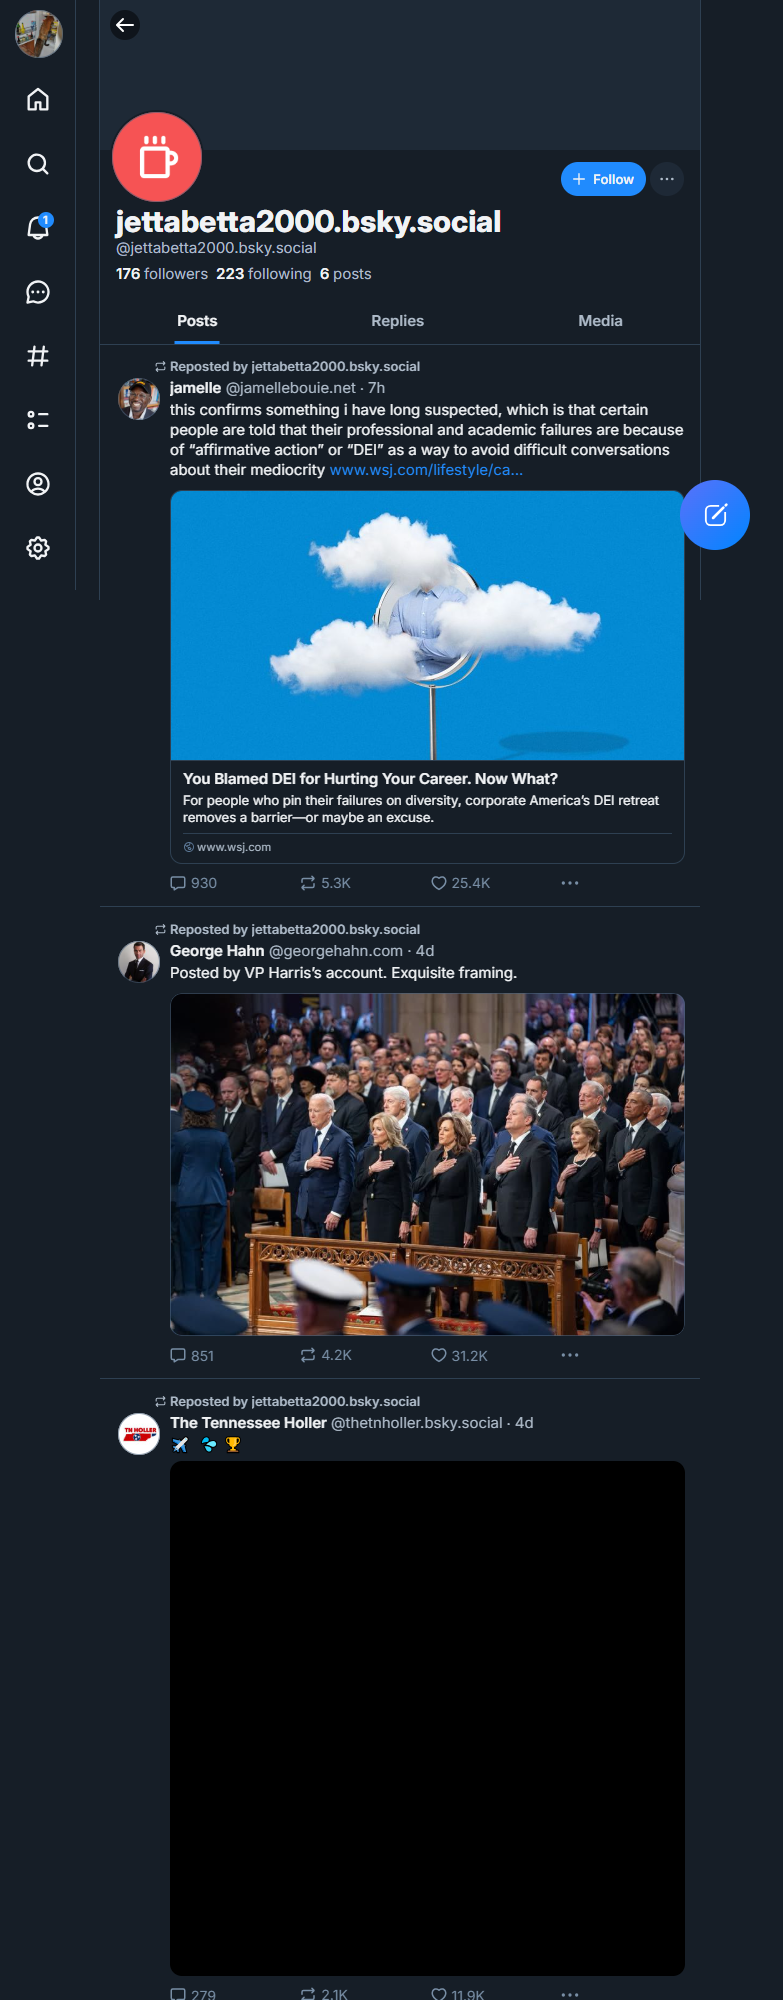 1
+ Follow
jettabetta2000.bsky.social
@jettabetta2000.bsky.social
176 followers 223 following 6 posts
Posts Replies Media
Reposted by jettabetta2000.bsky.social
jamelle @jamellebouie.net · 7h
this confirms something i have long suspected, which is that certain
people are told that their professional and academic failures are because
of “affirmative action” or “DEI” as a way to avoid difficult conversations
about their mediocrity www.wsj.com/lifestyle/ca...
You Blamed DEI for Hurting Your Career. Now What?
For people who pin their failures on diversity, corporate America’s DEI retreat
removes a barrier—or maybe an excuse.
www.wsj.com
930 5.3K 25.4K
Reposted by jettabetta2000.bsky.social
George Hahn @georgehahn.com · 4d
Posted by VP Harris’s account. Exquisite framing.
851 4.2K 31.2K
Reposted by jettabetta2000.bsky.social
The Tennessee Holler @thetnholler.bsky.social · 4d
TN HOLLER
✈️ 💦 🏆
279 2.1K 11.9K